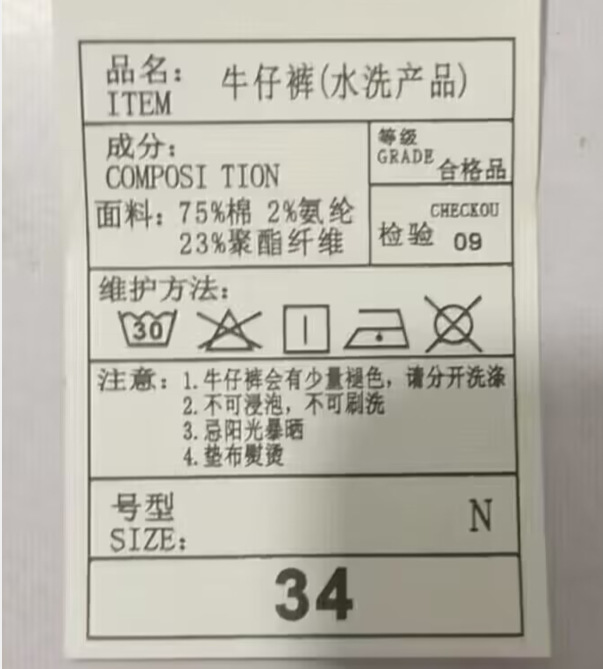 品名：
ITEM
牛仔裤(水洗产品)
成分：
COMPOSI TION
面料：75%棉 2%氨纶
23%聚酯纤维
等级
GRADE
合格品
CHECKOU
检验 09
维护方法：
30
注意：1.牛仔裤会有少量褪色，请分开洗涤
2.不可浸泡，不可刷洗
3.忌阳光暴晒
4.垫布熨烫
号型
SIZE：
N
34